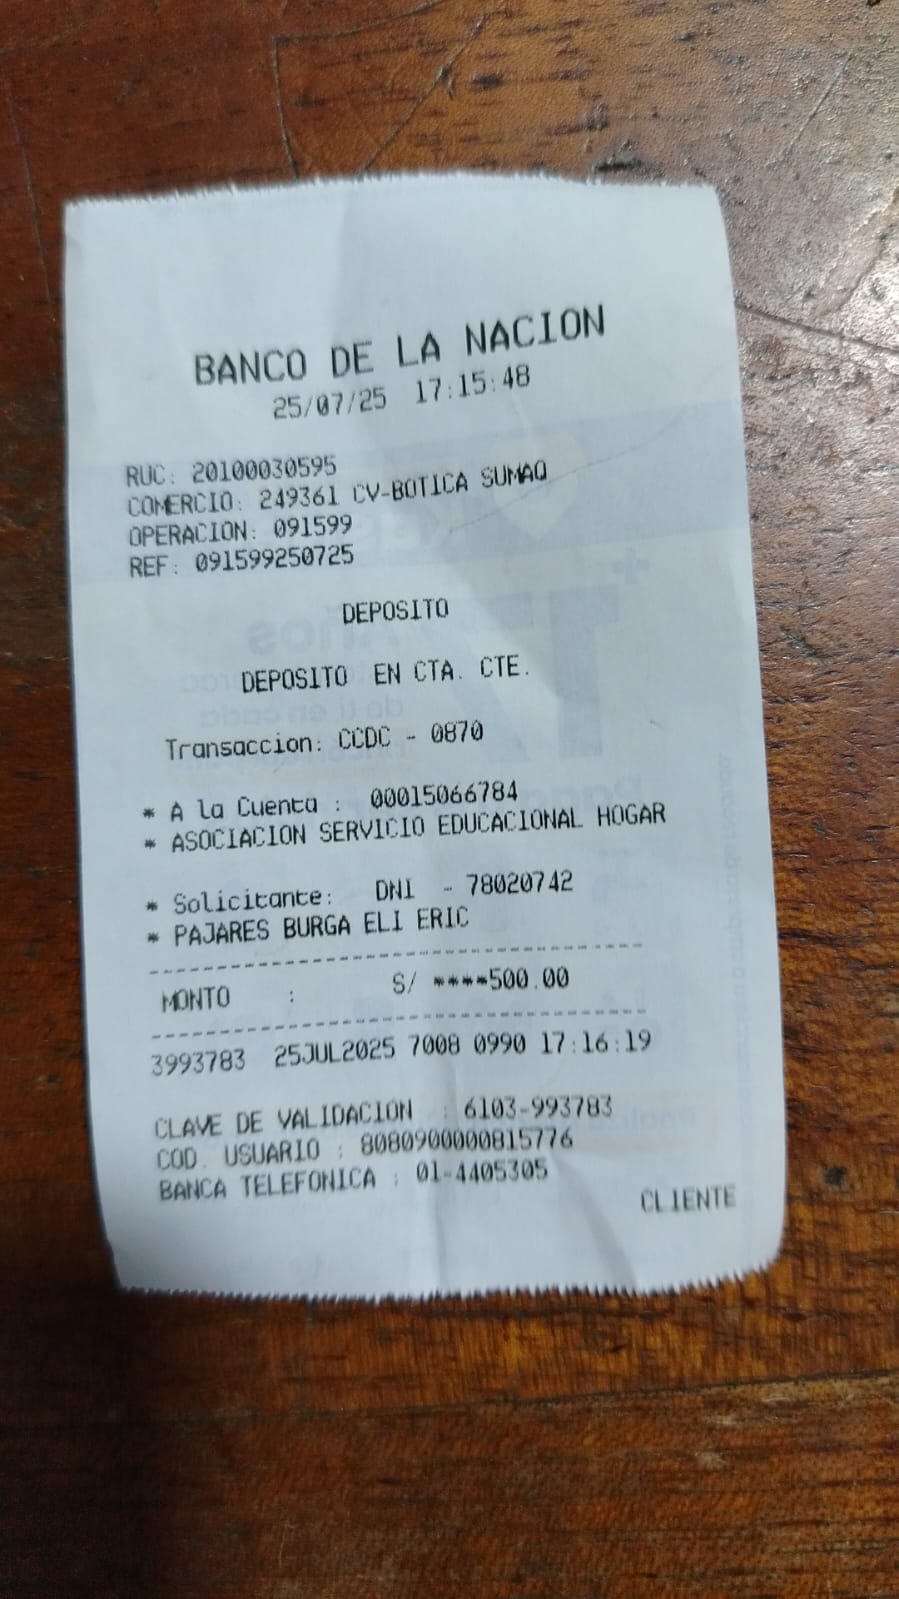 BANCO DE LA NACION
25/07/25 17:15:48
RUC: 20100030595
COMERCIO: 249361 CV-BOTICA SUMAQ
OPERACION: 091599
REF: 091599250725
DEPOSITO
DEPOSITO EN CTA. CTE.
Transaccion: CCDC - 0870
* A la Cuenta : 00015066784
* ASOCIACION SERVICIO EDUCACIONAL HOGAR
* Solicitante: DNI - 78020742
* PAJARES BURGA ELI ERIC
MONTO : S/ ****500.00
3993783 25JUL2025 7008 0990 17:16:19
CLAVE DE VALIDACION : 6103-993783
COD. USUARIO : 8080900000815776
BANCA TELEFONICA : 01-4405305
CLIENTE